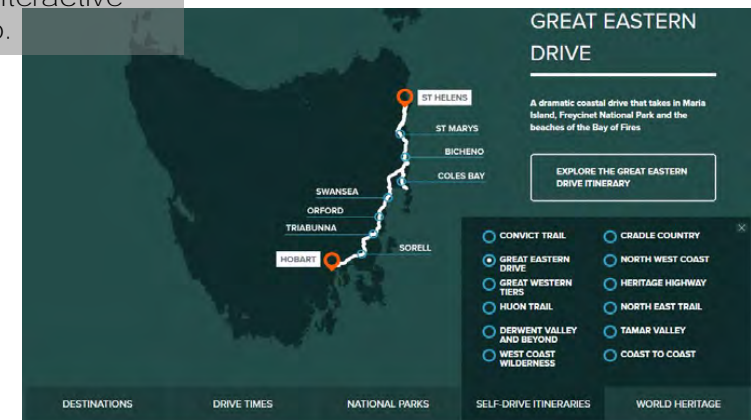 GREAT EASTERN
DRIVE
A dramatic coastal drive that takes in Maria
Island, Freycinet National Park and the
beaches of the Bay of Fires
EXPLORE THE GREAT EASTERN
DRIVE ITINERARY
ST HELENS
ST MARYS
BICHENO
COLES BAY
SWANSEA
ORFORD
TRIABUNNA
SORELL
HOBART
CONVICT TRAIL
GREAT EASTERN
DRIVE
GREAT WESTERN
TIERS
HUON TRAIL
DERWENT VALLEY
AND BEYOND
WEST COAST
WILDERNESS
CRADLE COUNTRY
NORTH WEST COAST
HERITAGE HIGHWAY
NORTH EAST TRAIL
TAMAR VALLEY
COAST TO COAST
DESTINATIONS
DRIVE TIMES
NATIONAL PARKS
SELF-DRIVE ITINERARIES
WORLD HERITAGE